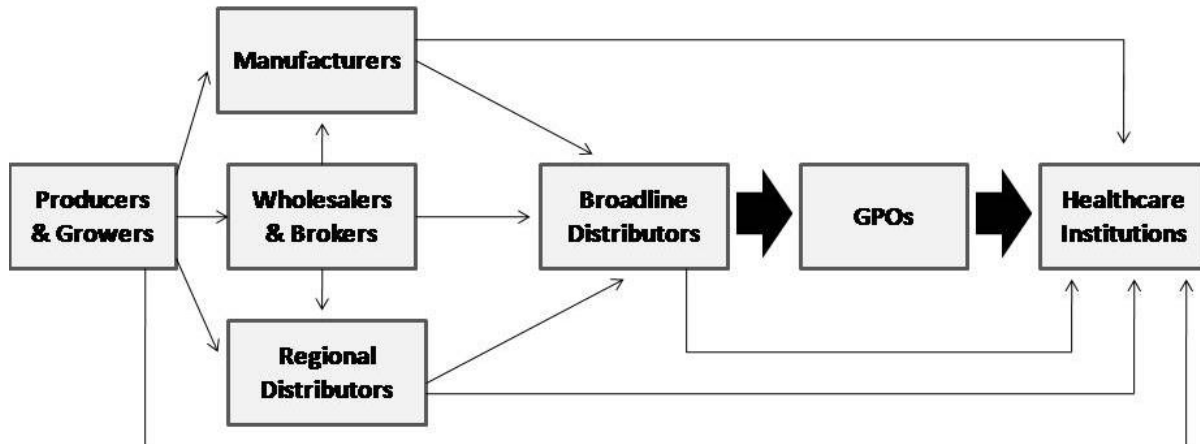 Manufacturers
Producers
& Growers
Wholesalers
& Brokers
Broadline
Distributors
GPOs
Healthcare
Institutions
Regional
Distributors